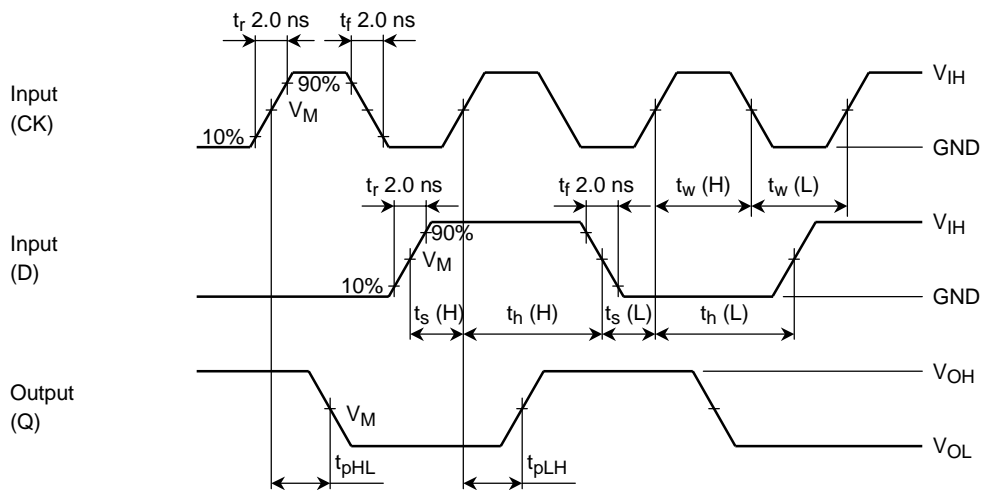 tr 2.0 ns
tf 2.0 ns
Input
(CK)
90%
VM
10%
VIH
GND
tr 2.0 ns
tf 2.0 ns
tw (H)
tw (L)
Input
(D)
90%
VM
10%
VIH
GND
ts (H)
th (H)
ts (L)
th (L)
Output
(Q)
VM
VOH
VOL
tpHL
tpLH